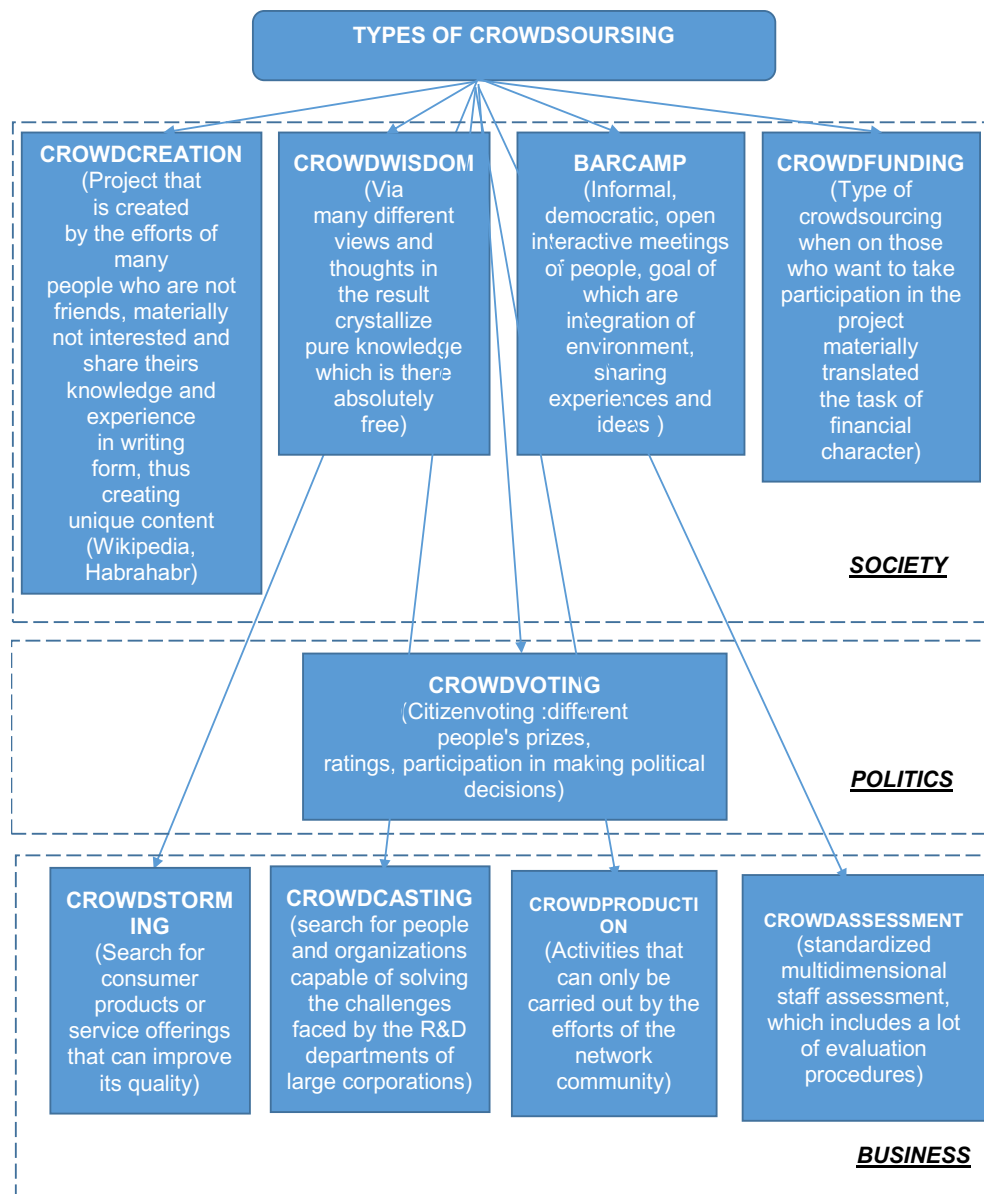 TYPES OF CROWDSOURSING
CROWDCREATION
(Project that
is created
by the efforts of
many
people who are not
friends, materially
not interested and
share theirs
knowledge and
experience
in writing
form, thus
creating
unique content
(Wikipedia,
Habrahabr)
CROWDWISDOM
(Via
many different
views and
thoughts in
the result
crystallize
pure knowledge
which is there
absolutely
free)
BARCAMP
(Informal,
democratic, open
interactive meetings
of people, goal of
which are
integration of
environment,
sharing
experiences and
ideas )
CROWDFUNDING
(Type of
crowdsourcing
when on those
who want to take
participation in the
project
materially
translated
the task of
financial
character)
SOCIETY
CROWDVOTING
(Citizenvoting :different
people's prizes,
ratings, participation in making political
decisions)
POLITICS
CROWDSTORM
ING
(Search for
consumer
products or
service offerings
that can improve
its quality)
CROWDCASTING
(search for people
and organizations
capable of solving
the challenges
faced by the R&D
departments of
large corporations)
CROWDPRODUCTI
ON
(Activities that
can only be
carried out by the
efforts of the
network
community)
CROWDASSESSMENT
(standardized
multidimensional
staff assessment,
which includes a lot
of evaluation
procedures)
BUSINESS